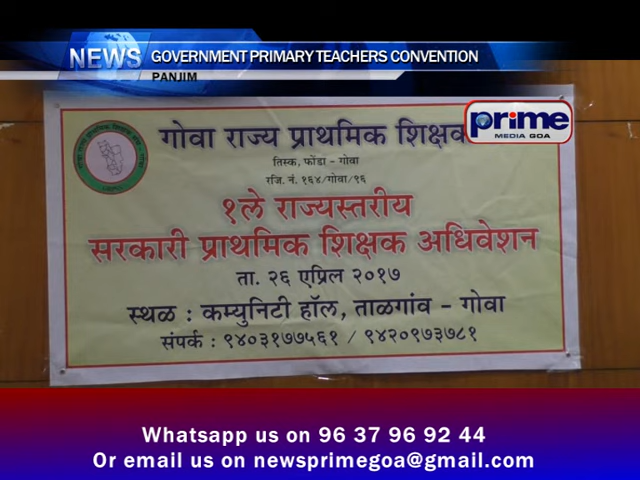 NEWS
GOVERNMENT PRIMARY TEACHERS CONVENTION
PANJIM
prime
MEDIA GOA
गोवा राज्य प्राथमिक शिक्षक
तिस्क, फोंडा - गोवा
रजि. नं. १६४/गोवा/९६
१ले राज्यस्तरीय
सरकारी प्राथमिक शिक्षक अधिवेशन
ता. २६ एप्रिल २०१७
स्थळ : कम्युनिटी हॉल, ताळगांव - गोवा
संपर्क : ९४०३१७७५६१ / ९४२०९७३७८१
Whatsapp us on 96 37 96 92 44
Or email us on newsprimegoa@gmail.com